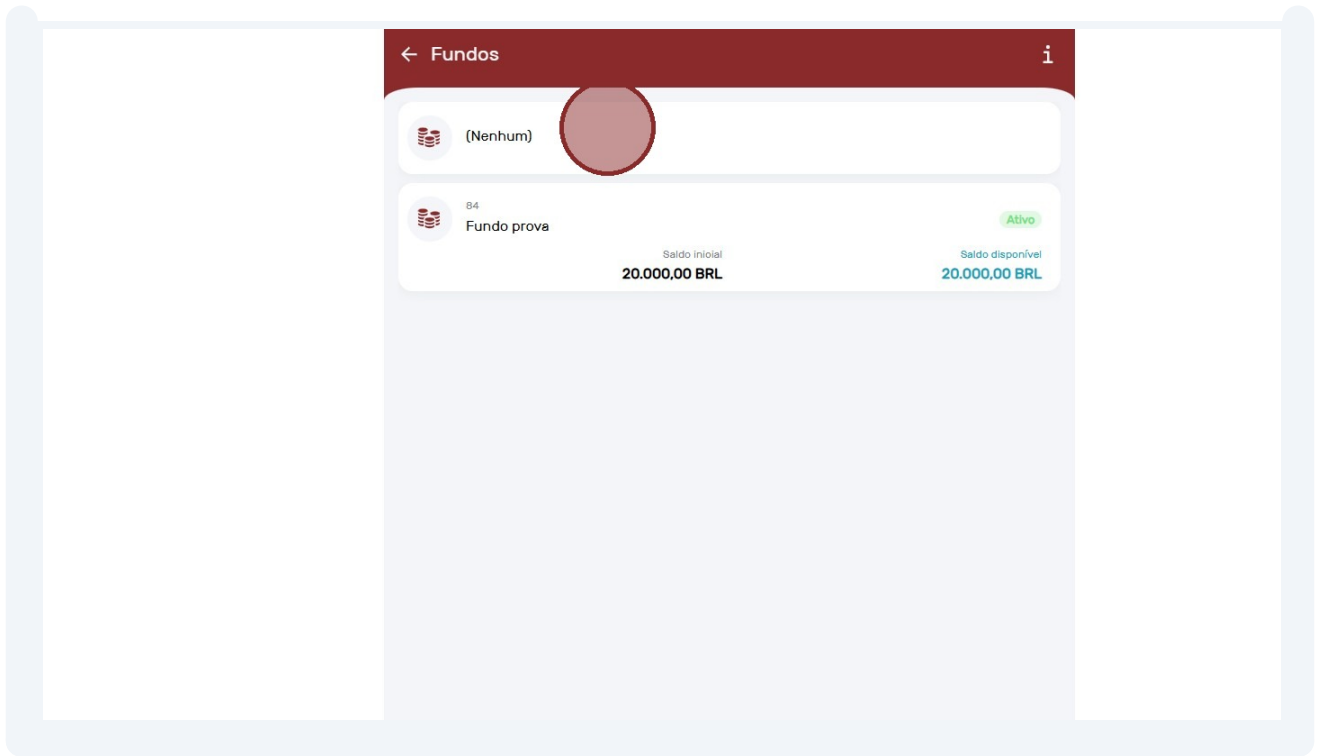 ← Fundos i
(Nenhum)
84
Fundo prova
Ativo
Saldo inicial
Saldo disponível
20.000,00 BRL
20.000,00 BRL